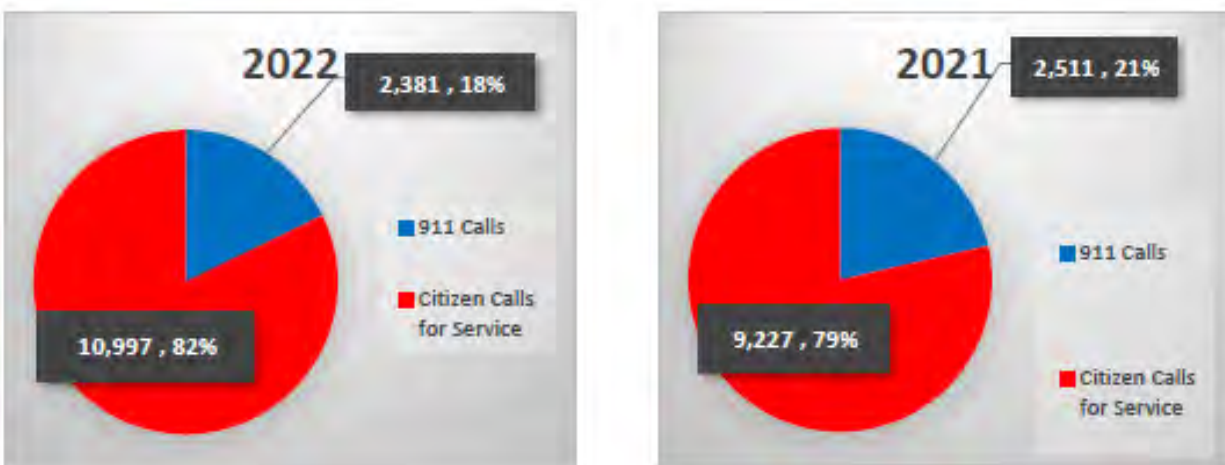 2022
2,381 , 18%
911 Calls
Citizen Calls
for Service
10,997 , 82%
2021
2,511 , 21%
911 Calls
9,227 , 79%
Citizen Calls
for Service